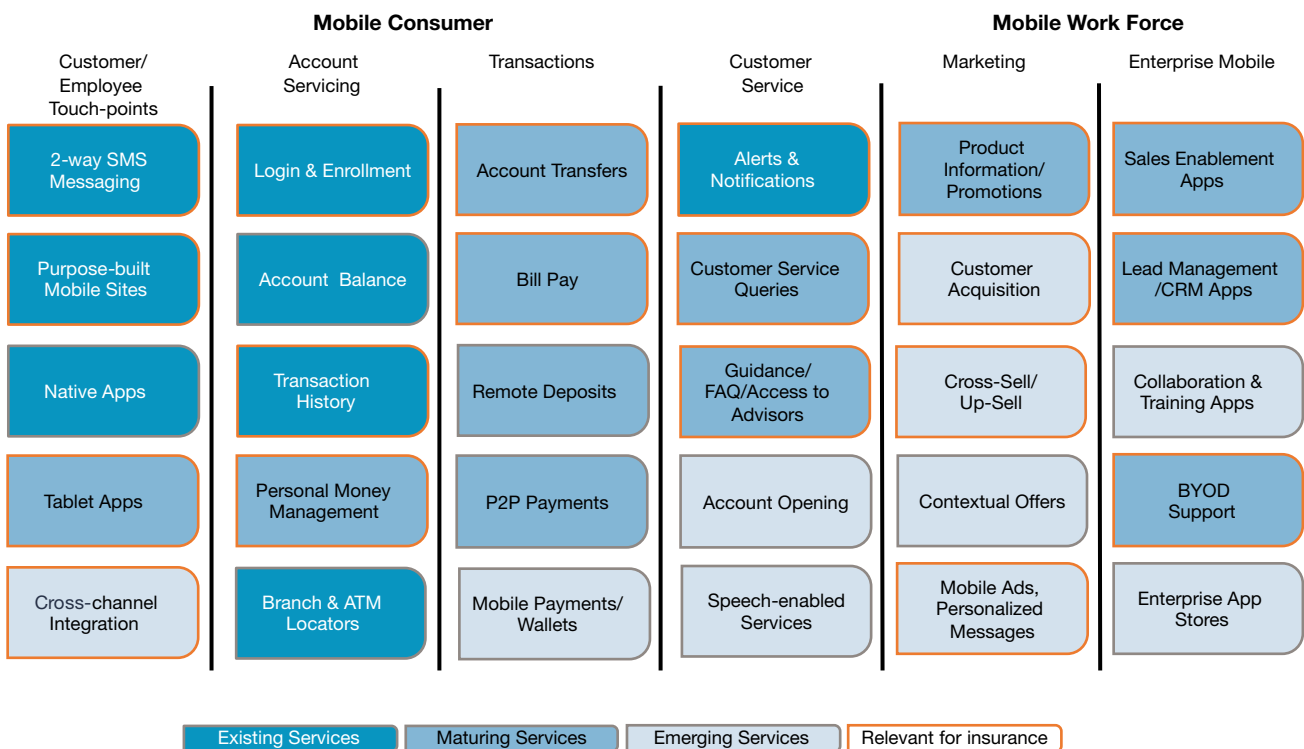 Mobile Consumer
Mobile Work Force
Customer/
Employee
Touch-points
Account
Servicing
Transactions
Customer
Service
Marketing
Enterprise Mobile
2-way SMS
Messaging
Login & Enrollment
Account Transfers
Alerts &
Notifications
Product
Information/
Promotions
Sales Enablement
Apps
Purpose-built
Mobile Sites
Account Balance
Bill Pay
Customer Service
Queries
Customer
Acquisition
Lead Management
/CRM Apps
Native Apps
Transaction
History
Remote Deposits
Guidance/
FAQ/Access to
Advisors
Cross-Sell/
Up-Sell
Collaboration &
Training Apps
Tablet Apps
Personal Money
Management
P2P Payments
Account Opening
Contextual Offers
BYOD
Support
Cross-channel
Integration
Branch & ATM
Locators
Mobile Payments/
Wallets
Speech-enabled
Services
Mobile Ads,
Personalized
Messages
Enterprise App
Stores
Existing Services
Maturing Services
Emerging Services
Relevant for insurance